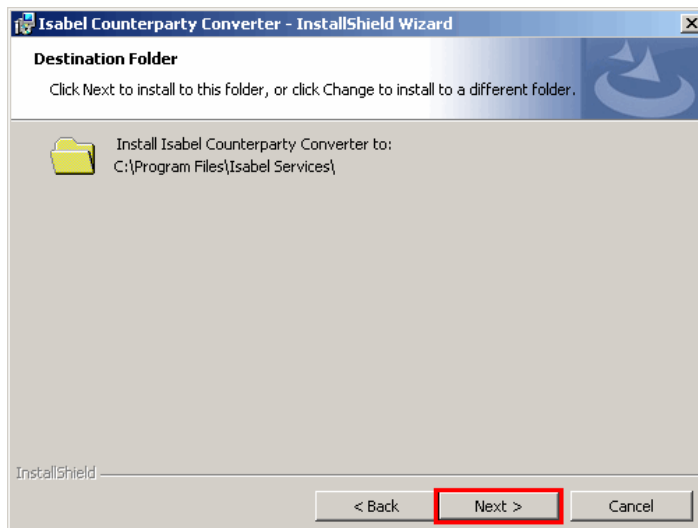 Isabel Counterparty Converter - InstallShield Wizard
Destination Folder
Click Next to install to this folder, or click Change to install to a different folder.
Install Isabel Counterparty Converter to:
C:\Program Files\Isabel Services\
InstallShield
< Back
Next >
Cancel